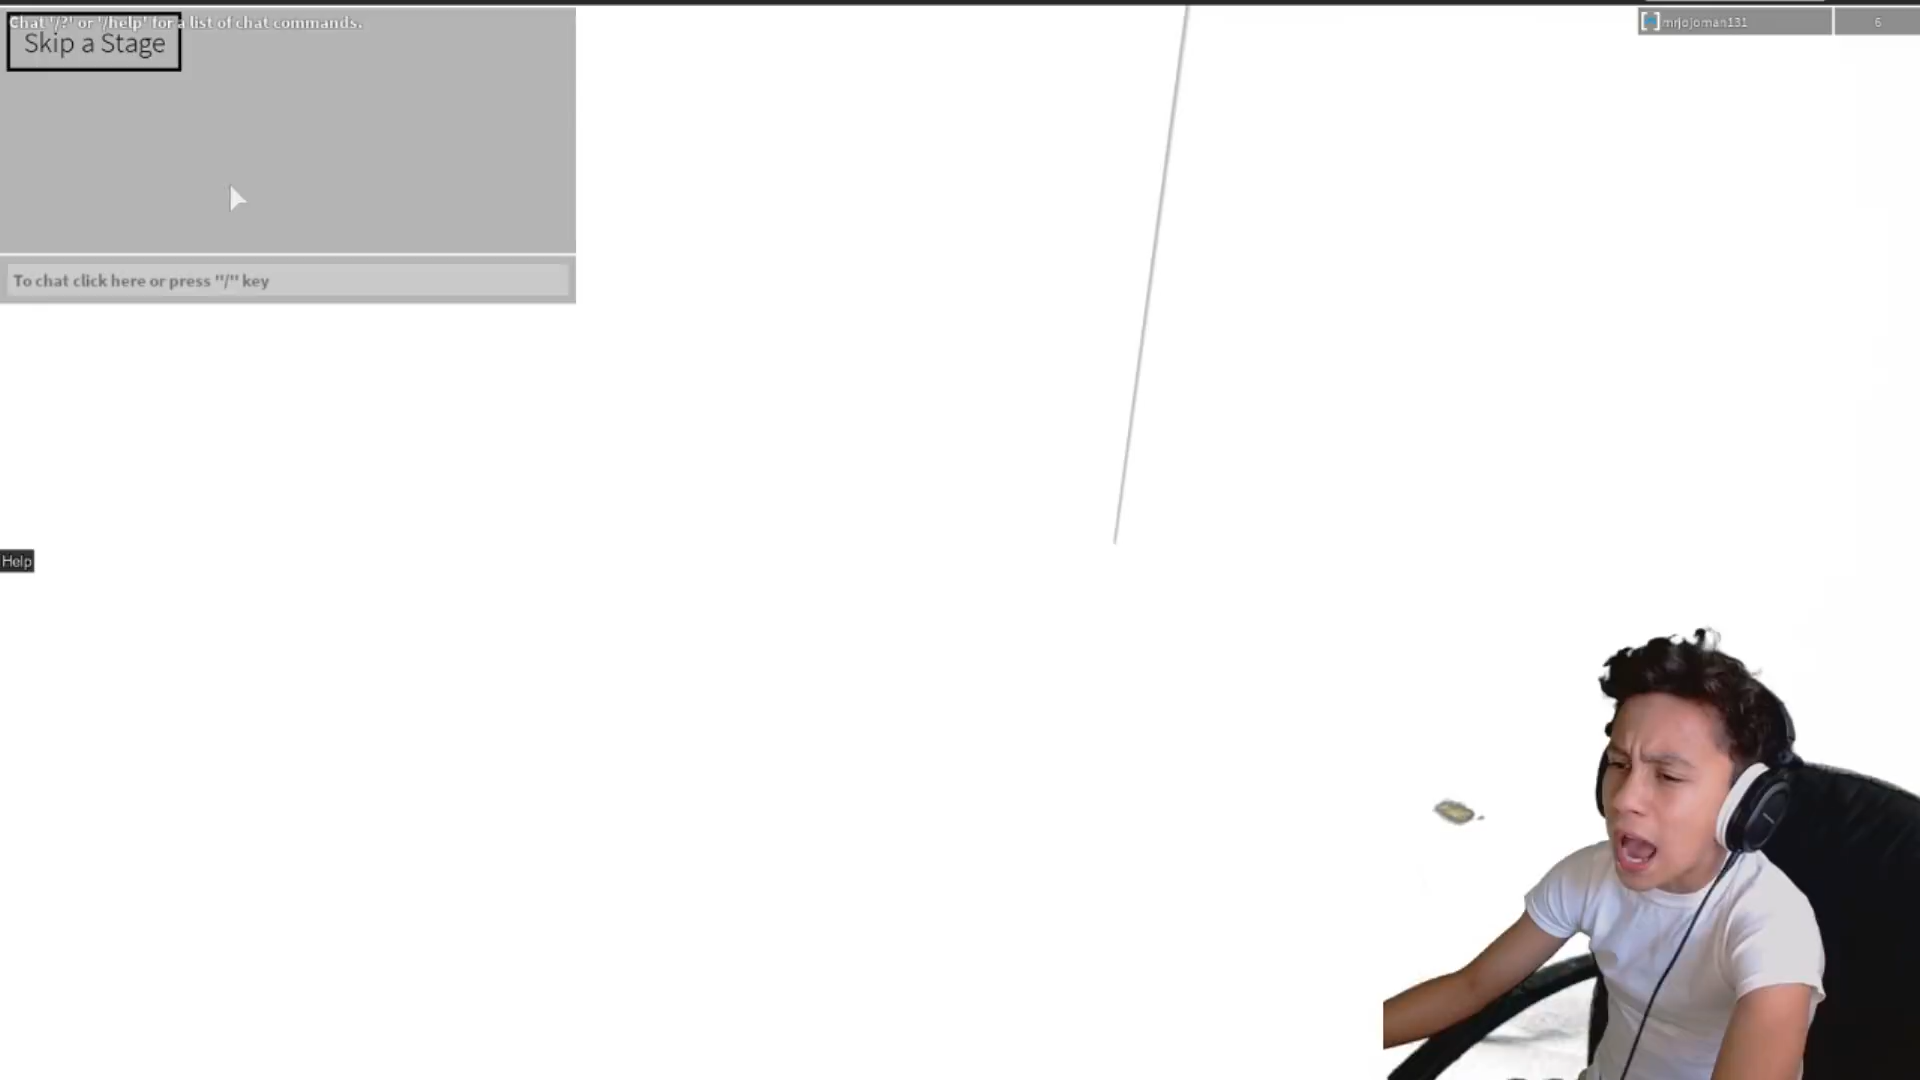 Chat '/?' or '/help' for a list of chat commands.
Skip a Stage
mrjojoman131
6
To chat click here or press "/" key
Help